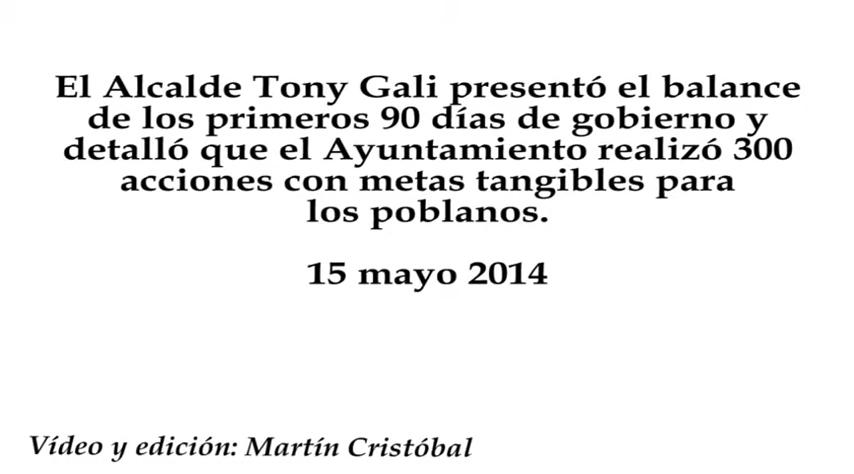 El Alcalde Tony Gali presentó el balance
de los primeros 90 días de gobierno y
detalló que el Ayuntamiento realizó 300
acciones con metas tangibles para
los poblanos.
15 mayo 2014
Vídeo y edición: Martín Cristóbal